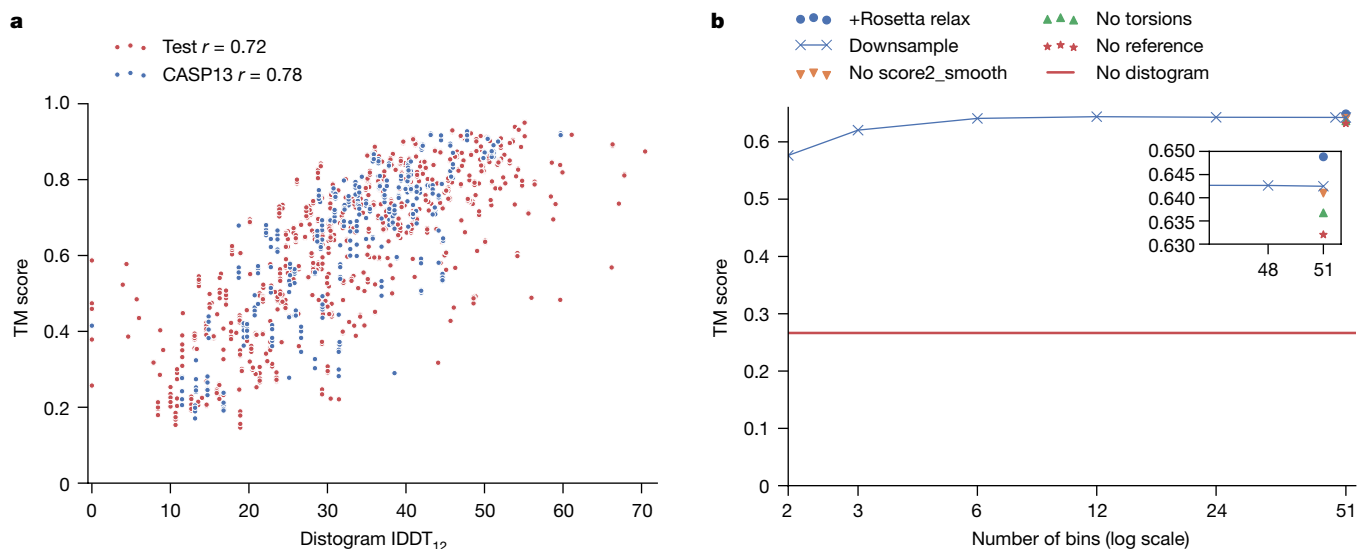 a
Test r = 0.72
CASP13 r = 0.78
TM score
1.0
0.8
0.6
0.4
0.2
0
0
10
20
30
40
50
60
70
Distogram lDDT12
b
+Rosetta relax
Downsample
No score2_smooth
No torsions
No reference
No distogram
TM score
0.6
0.5
0.4
0.3
0.2
0.1
0
2
3
6
12
24
51
Number of bins (log scale)
0.650
0.645
0.640
0.635
0.630
48
51